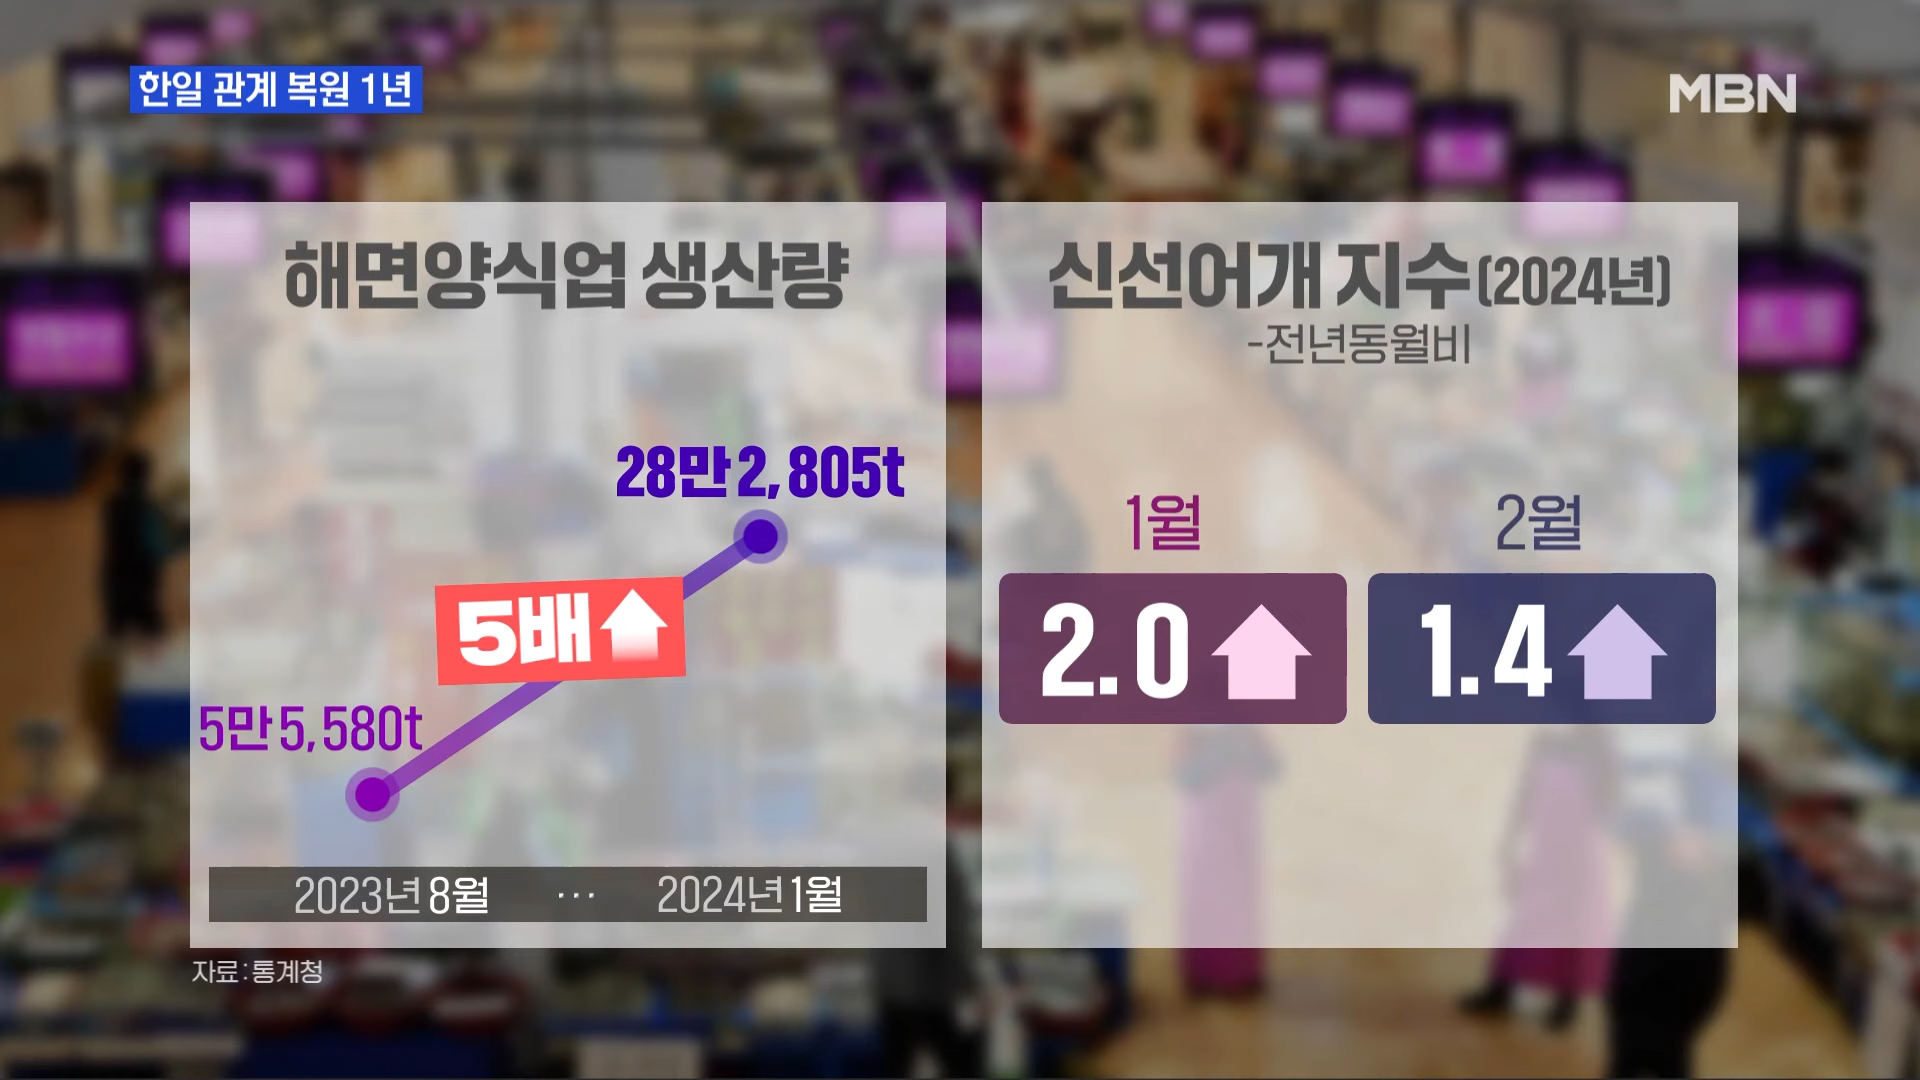 한일 관계 복원 1년
MBN
해면양식업 생산량
28만 2,805t
5배
5만 5,580t
2023년 8월 … 2024년 1월
자료:통계청
신선어개 지수(2024년)
-전년동월비
1월 2월
2.0 1.4